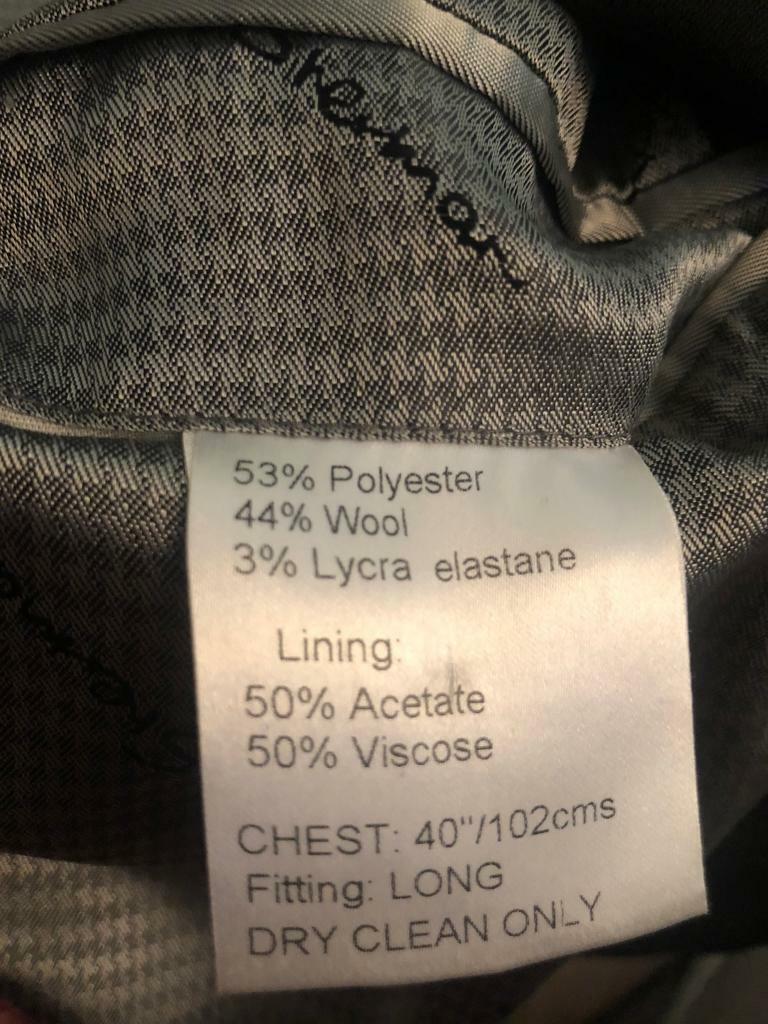 Sherman
53% Polyester
44% Wool
3% Lycra elastane
Lining:
50% Acetate
50% Viscose
CHEST: 40"/102cms
Fitting: LONG
DRY CLEAN ONLY